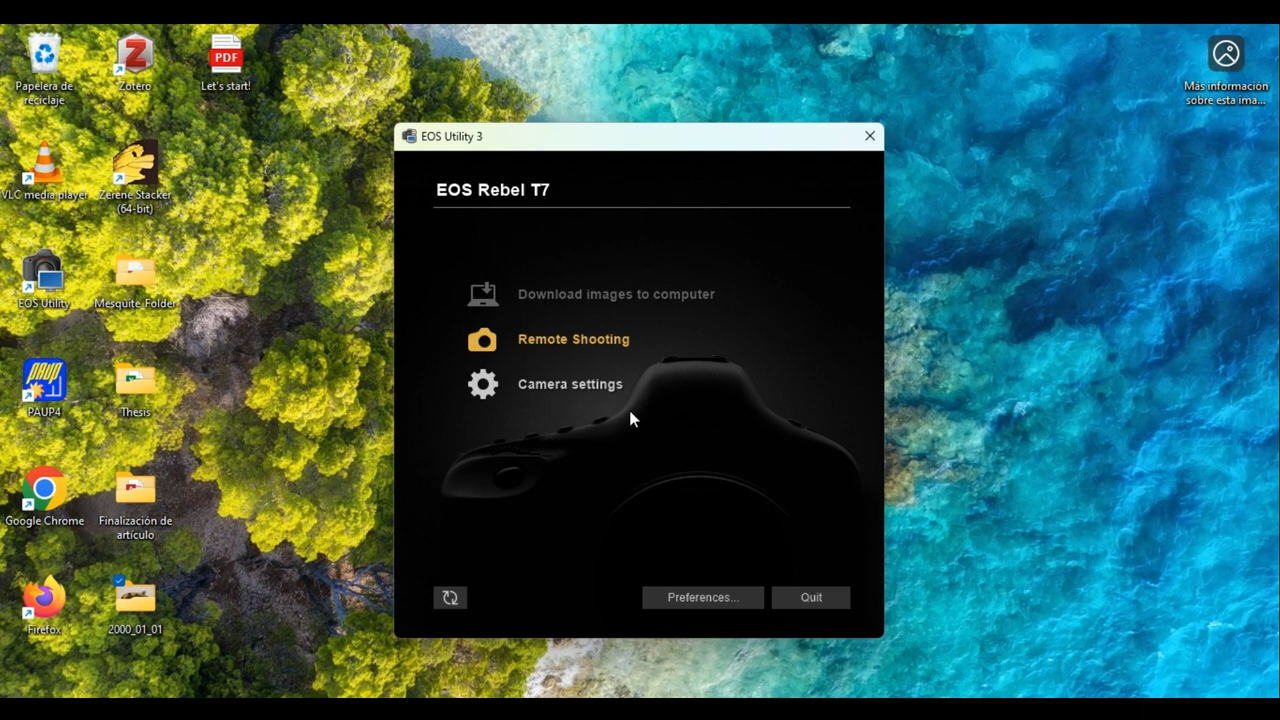 Papelera de
reciclaje
Zotero
PDF
Let's start!
VLC media player
Zerene Stacker
(64-bit)
EOS Utility
Mesquite_Folder
PAUP4
Thesis
Google Chrome
Finalización de
artículo
Firefox
2000_01_01
EOS Utility 3
EOS Rebel T7
Download images to computer
Remote Shooting
Camera settings
Preferences...
Quit
Más información
sobre esta ima...